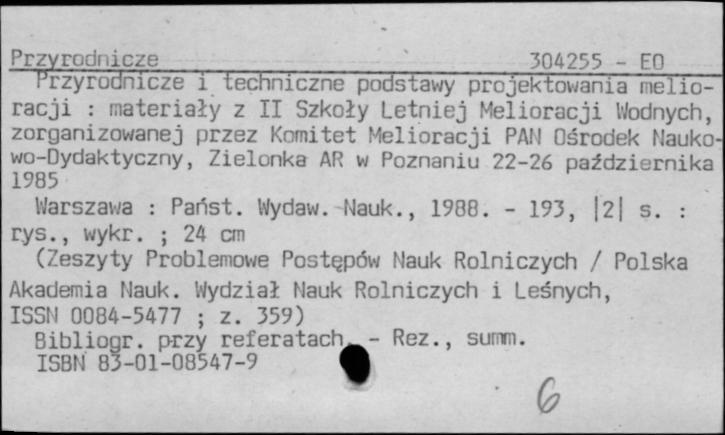 Przyrodnicze 304255 - EO
Przyrodnicze i techniczne podstawy projektowania melio-
racji : materiały z II Szkoły Letniej Melioracji Wodnych,
zorganizowanej przez Komitet Melioracji PAN Ośrodek Nauko-
wo-Dydaktyczny, Zielonka AR w Poznaniu 22-26 października
1985
Warszawa : Państ. Wydaw. Nauk., 1988. - 193, |2| s. :
rys., wykr. ; 24 cm
(Zeszyty Problemowe Postępów Nauk Rolniczych / Polska
Akademia Nauk. Wydział Nauk Rolniczych i Leśnych,
ISSN 0084-5477 ; z. 359)
Bibliogr. przy referatach. - Rez., summ.
ISBN 83-01-08547-9
6